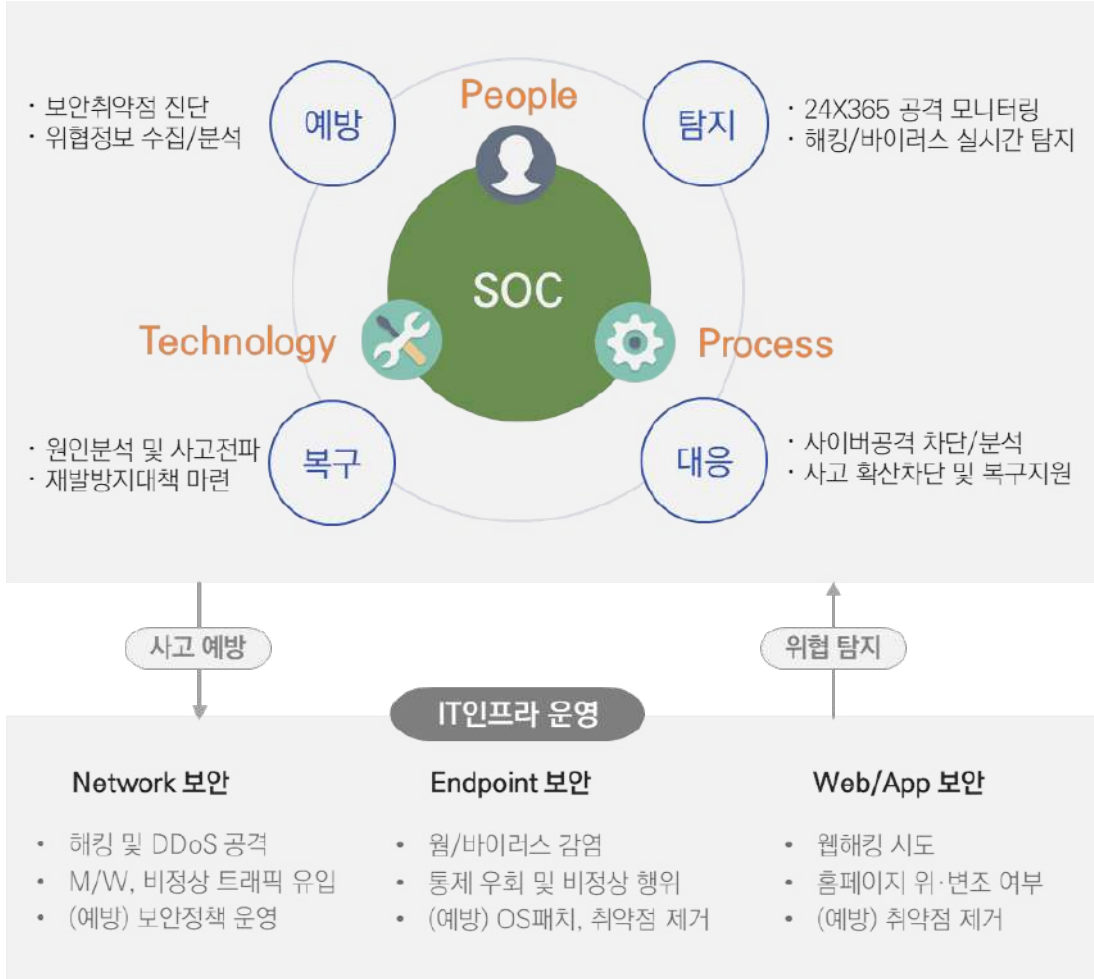 People
예방
· 보안취약점 진단
· 위협정보 수집/분석
탐지
· 24X365 공격 모니터링
· 해킹/바이러스 실시간 탐지
SOC
Technology
Process
복구
· 원인분석 및 사고전파
· 재발방지대책 마련
대응
· 사이버공격 차단/분석
· 사고 확산차단 및 복구지원
사고 예방
위협 탐지
IT인프라 운영
Network 보안
• 해킹 및 DDoS 공격
• M/W, 비정상 트래픽 유입
• (예방) 보안정책 운영
Endpoint 보안
• 웜/바이러스 감염
• 통제 우회 및 비정상 행위
• (예방) OS패치, 취약점 제거
Web/App 보안
• 웹해킹 시도
• 홈페이지 위·변조 여부
• (예방) 취약점 제거